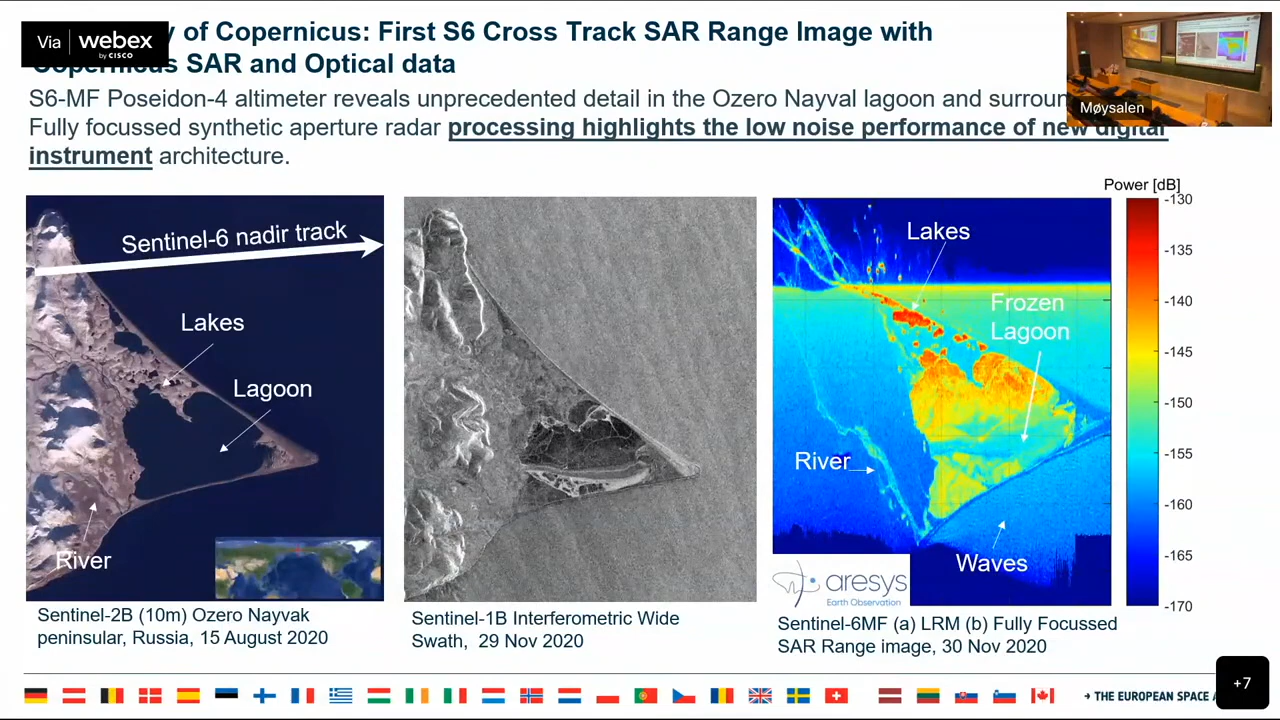 Via webex
by CISCO
y of Copernicus: First S6 Cross Track SAR Range Image with
Copernicus SAR and Optical data
S6-MF Poseidon-4 altimeter reveals unprecedented detail in the Ozero Nayval lagoon and surroun
Fully focussed synthetic aperture radar processing highlights the low noise performance of new digital
instrument architecture.
Møysalen
Power [dB]
Sentinel-6 nadir track
Lakes
Lagoon
River
Lakes
Frozen
Lagoon
River
Waves
-130
-135
-140
-145
-150
-155
-160
-165
-170
aresys
Earth Observation
Sentinel-2B (10m) Ozero Nayvak
peninsular, Russia, 15 August 2020
Sentinel-1B Interferometric Wide
Swath, 29 Nov 2020
Sentinel-6MF (a) LRM (b) Fully Focussed
SAR Range image, 30 Nov 2020
→ THE EUROPEAN SPACE A
+7